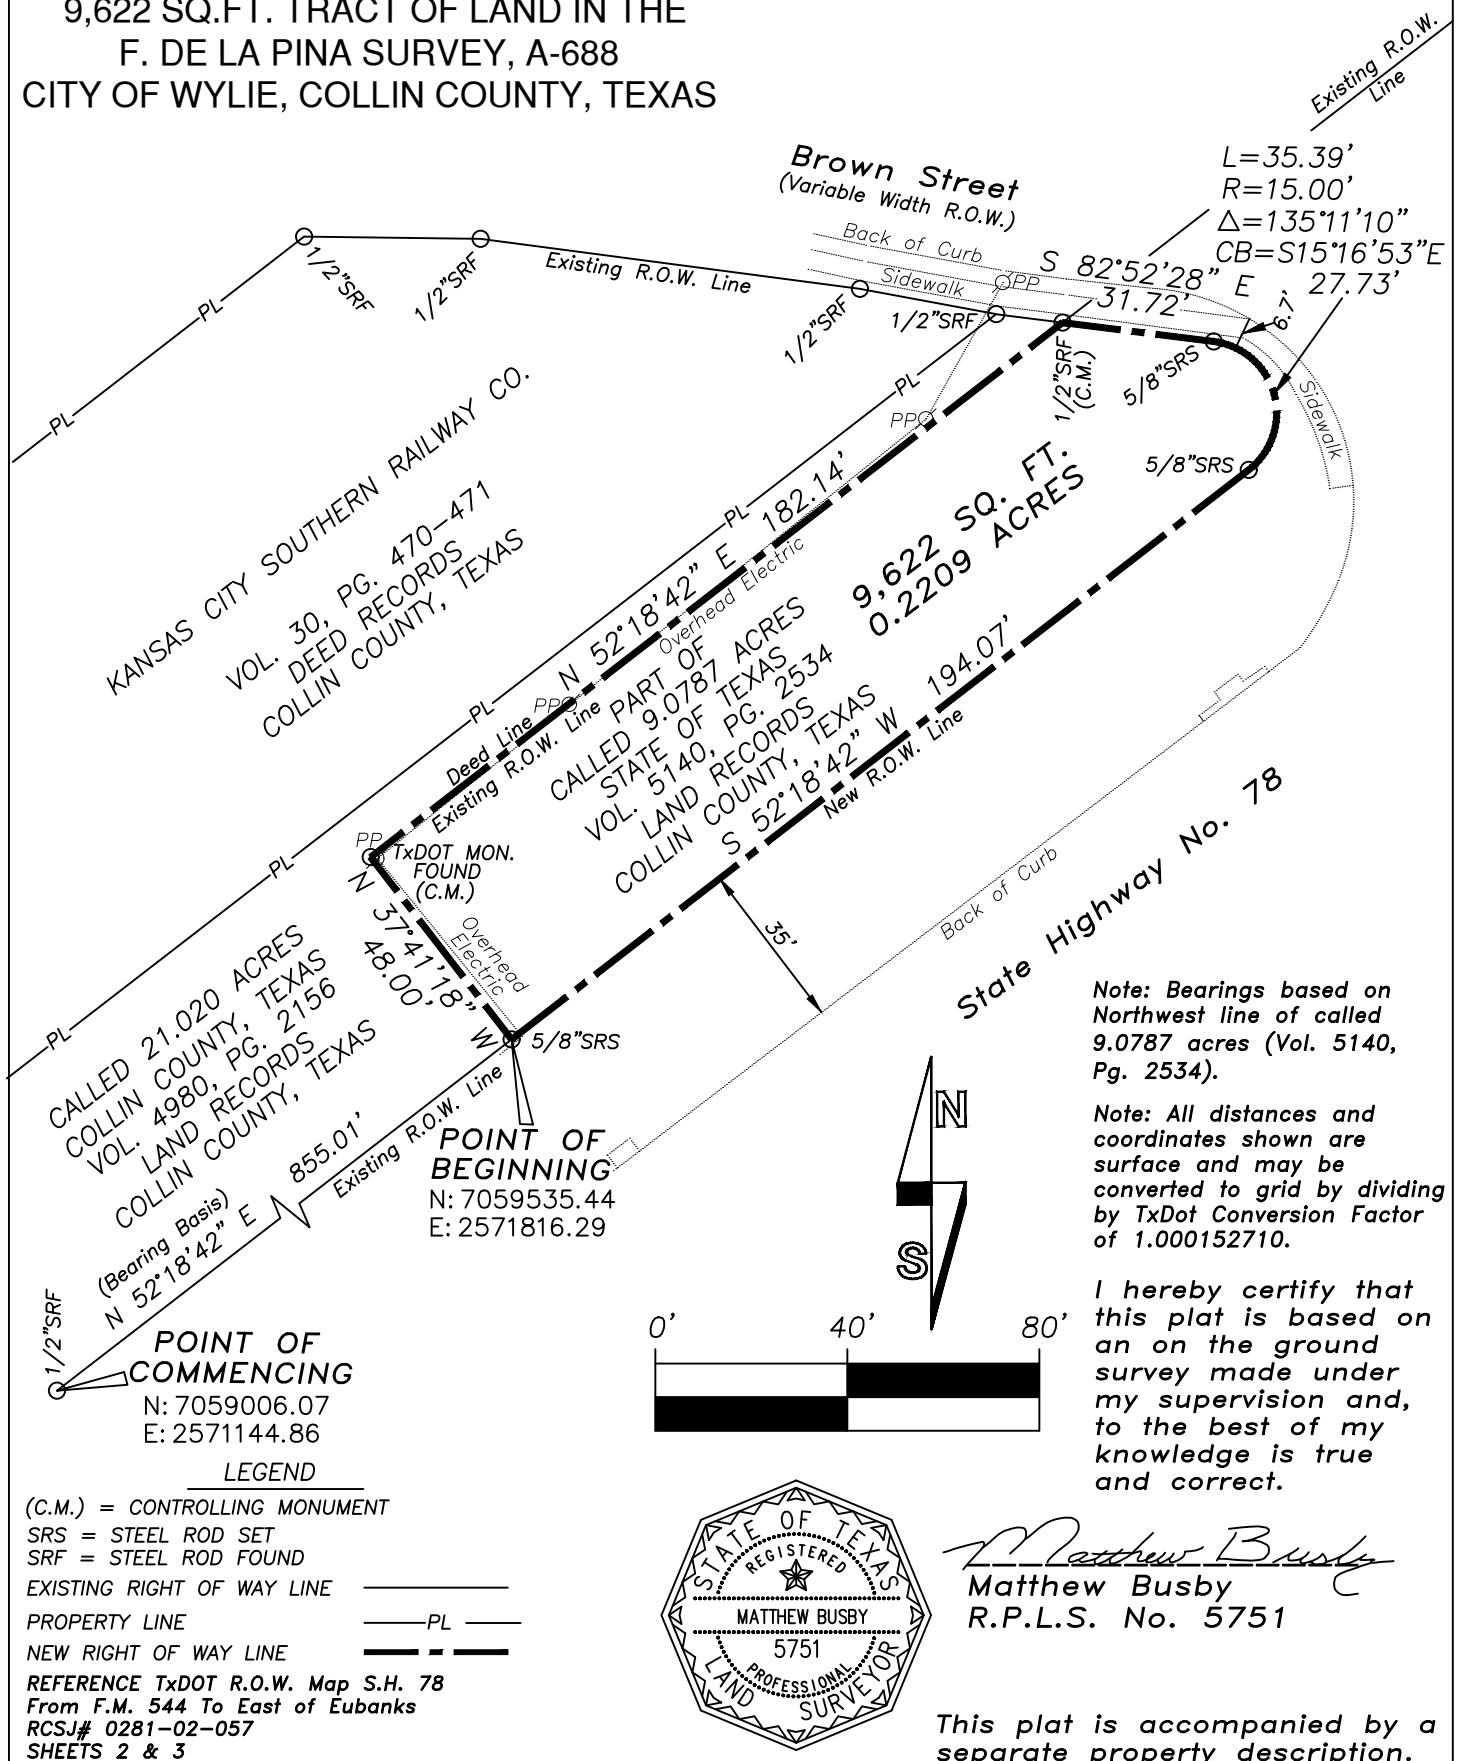 9,622 SQ.FT. TRACT OF LAND IN THE
F. DE LA PINA SURVEY, A-688
CITY OF WYLIE, COLLIN COUNTY, TEXAS
Existing R.O.W.
Line
L=35.39'
R=15.00'
Δ=135°11'10"
CB=S15°16'53"E
27.73'
Brown Street
(Variable Width R.O.W.)
Back of Curb
Sidewalk
S 82°52'28" E
31.72'
PP
6.7'
1/2"SRF
1/2"SRF
Existing R.O.W. Line
1/2"SRF
1/2"SRF
1/2"SRF
(C.M.)
5/8"SRS
Sidewalk
5/8"SRS
PL
PL
PL
PL
PL
PL
PL
PP
KANSAS CITY SOUTHERN RAILWAY CO.
VOL. 30, PG. 470-471
DEED RECORDS
COLLIN COUNTY, TEXAS
N 52°18'42" E 182.14'
Overhead Electric
9,622 SQ. FT.
0.2209 ACRES
PP
Deed Line
Existing R.O.W. Line
PART OF
CALLED 9.0787 ACRES
STATE OF TEXAS
VOL. 5140, PG. 2534
LAND RECORDS
COLLIN COUNTY, TEXAS
S 52°18'42" W 194.07'
New R.O.W. Line
PP
TxDOT MON.
FOUND
(C.M.)
N 37°41'18" W
48.00'
Overhead
Electric
35'
Back of Curb
State Highway No. 78
CALLED 21.020 ACRES
COLLIN COUNTY, TEXAS
VOL. 4980, PG. 2156
LAND RECORDS
COLLIN COUNTY, TEXAS
5/8"SRS
POINT OF
BEGINNING
N: 7059535.44
E: 2571816.29
855.01'
Existing R.O.W. Line
(Bearing Basis)
N 52°18'42" E
1/2"SRF
POINT OF
COMMENCING
N: 7059006.07
E: 2571144.86
Note: Bearings based on
Northwest line of called
9.0787 acres (Vol. 5140,
Pg. 2534).
Note: All distances and
coordinates shown are
surface and may be
converted to grid by dividing
by TxDot Conversion Factor
of 1.000152710.
N
S
0' 40' 80'
I hereby certify that
this plat is based on
an on the ground
survey made under
my supervision and,
to the best of my
knowledge is true
and correct.
Matthew Busby
Matthew Busby
R.P.L.S. No. 5751
LEGEND
(C.M.) = CONTROLLING MONUMENT
SRS = STEEL ROD SET
SRF = STEEL ROD FOUND
EXISTING RIGHT OF WAY LINE
PROPERTY LINE PL
NEW RIGHT OF WAY LINE
REFERENCE TxDOT R.O.W. Map S.H. 78
From F.M. 544 To East of Eubanks
RCSJ# 0281-02-057
SHEETS 2 & 3
STATE OF TEXAS
REGISTERED
MATTHEW BUSBY
5751
PROFESSIONAL
LAND SURVEYOR
This plat is accompanied by a
separate property description.